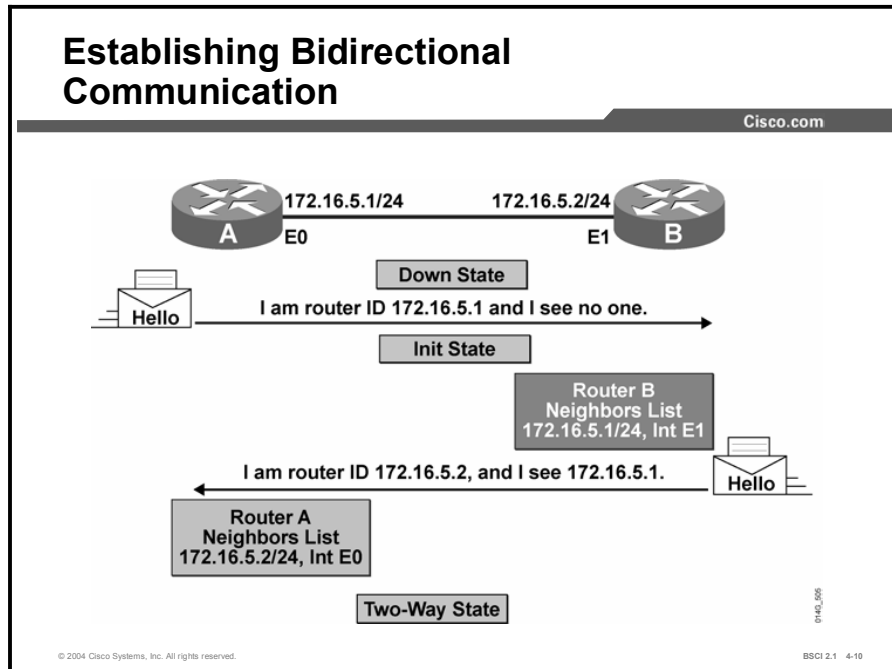 Establishing Bidirectional
Communication
Cisco.com
172.16.5.1/24
172.16.5.2/24
A
E0
E1
B
Down State
Hello
I am router ID 172.16.5.1 and I see no one.
Init State
Router B
Neighbors List
172.16.5.1/24, Int E1
I am router ID 172.16.5.2, and I see 172.16.5.1.
Hello
Router A
Neighbors List
172.16.5.2/24, Int E0
Two-Way State
014G_505
© 2004 Cisco Systems, Inc. All rights reserved.
BSCI 2.1 4-10